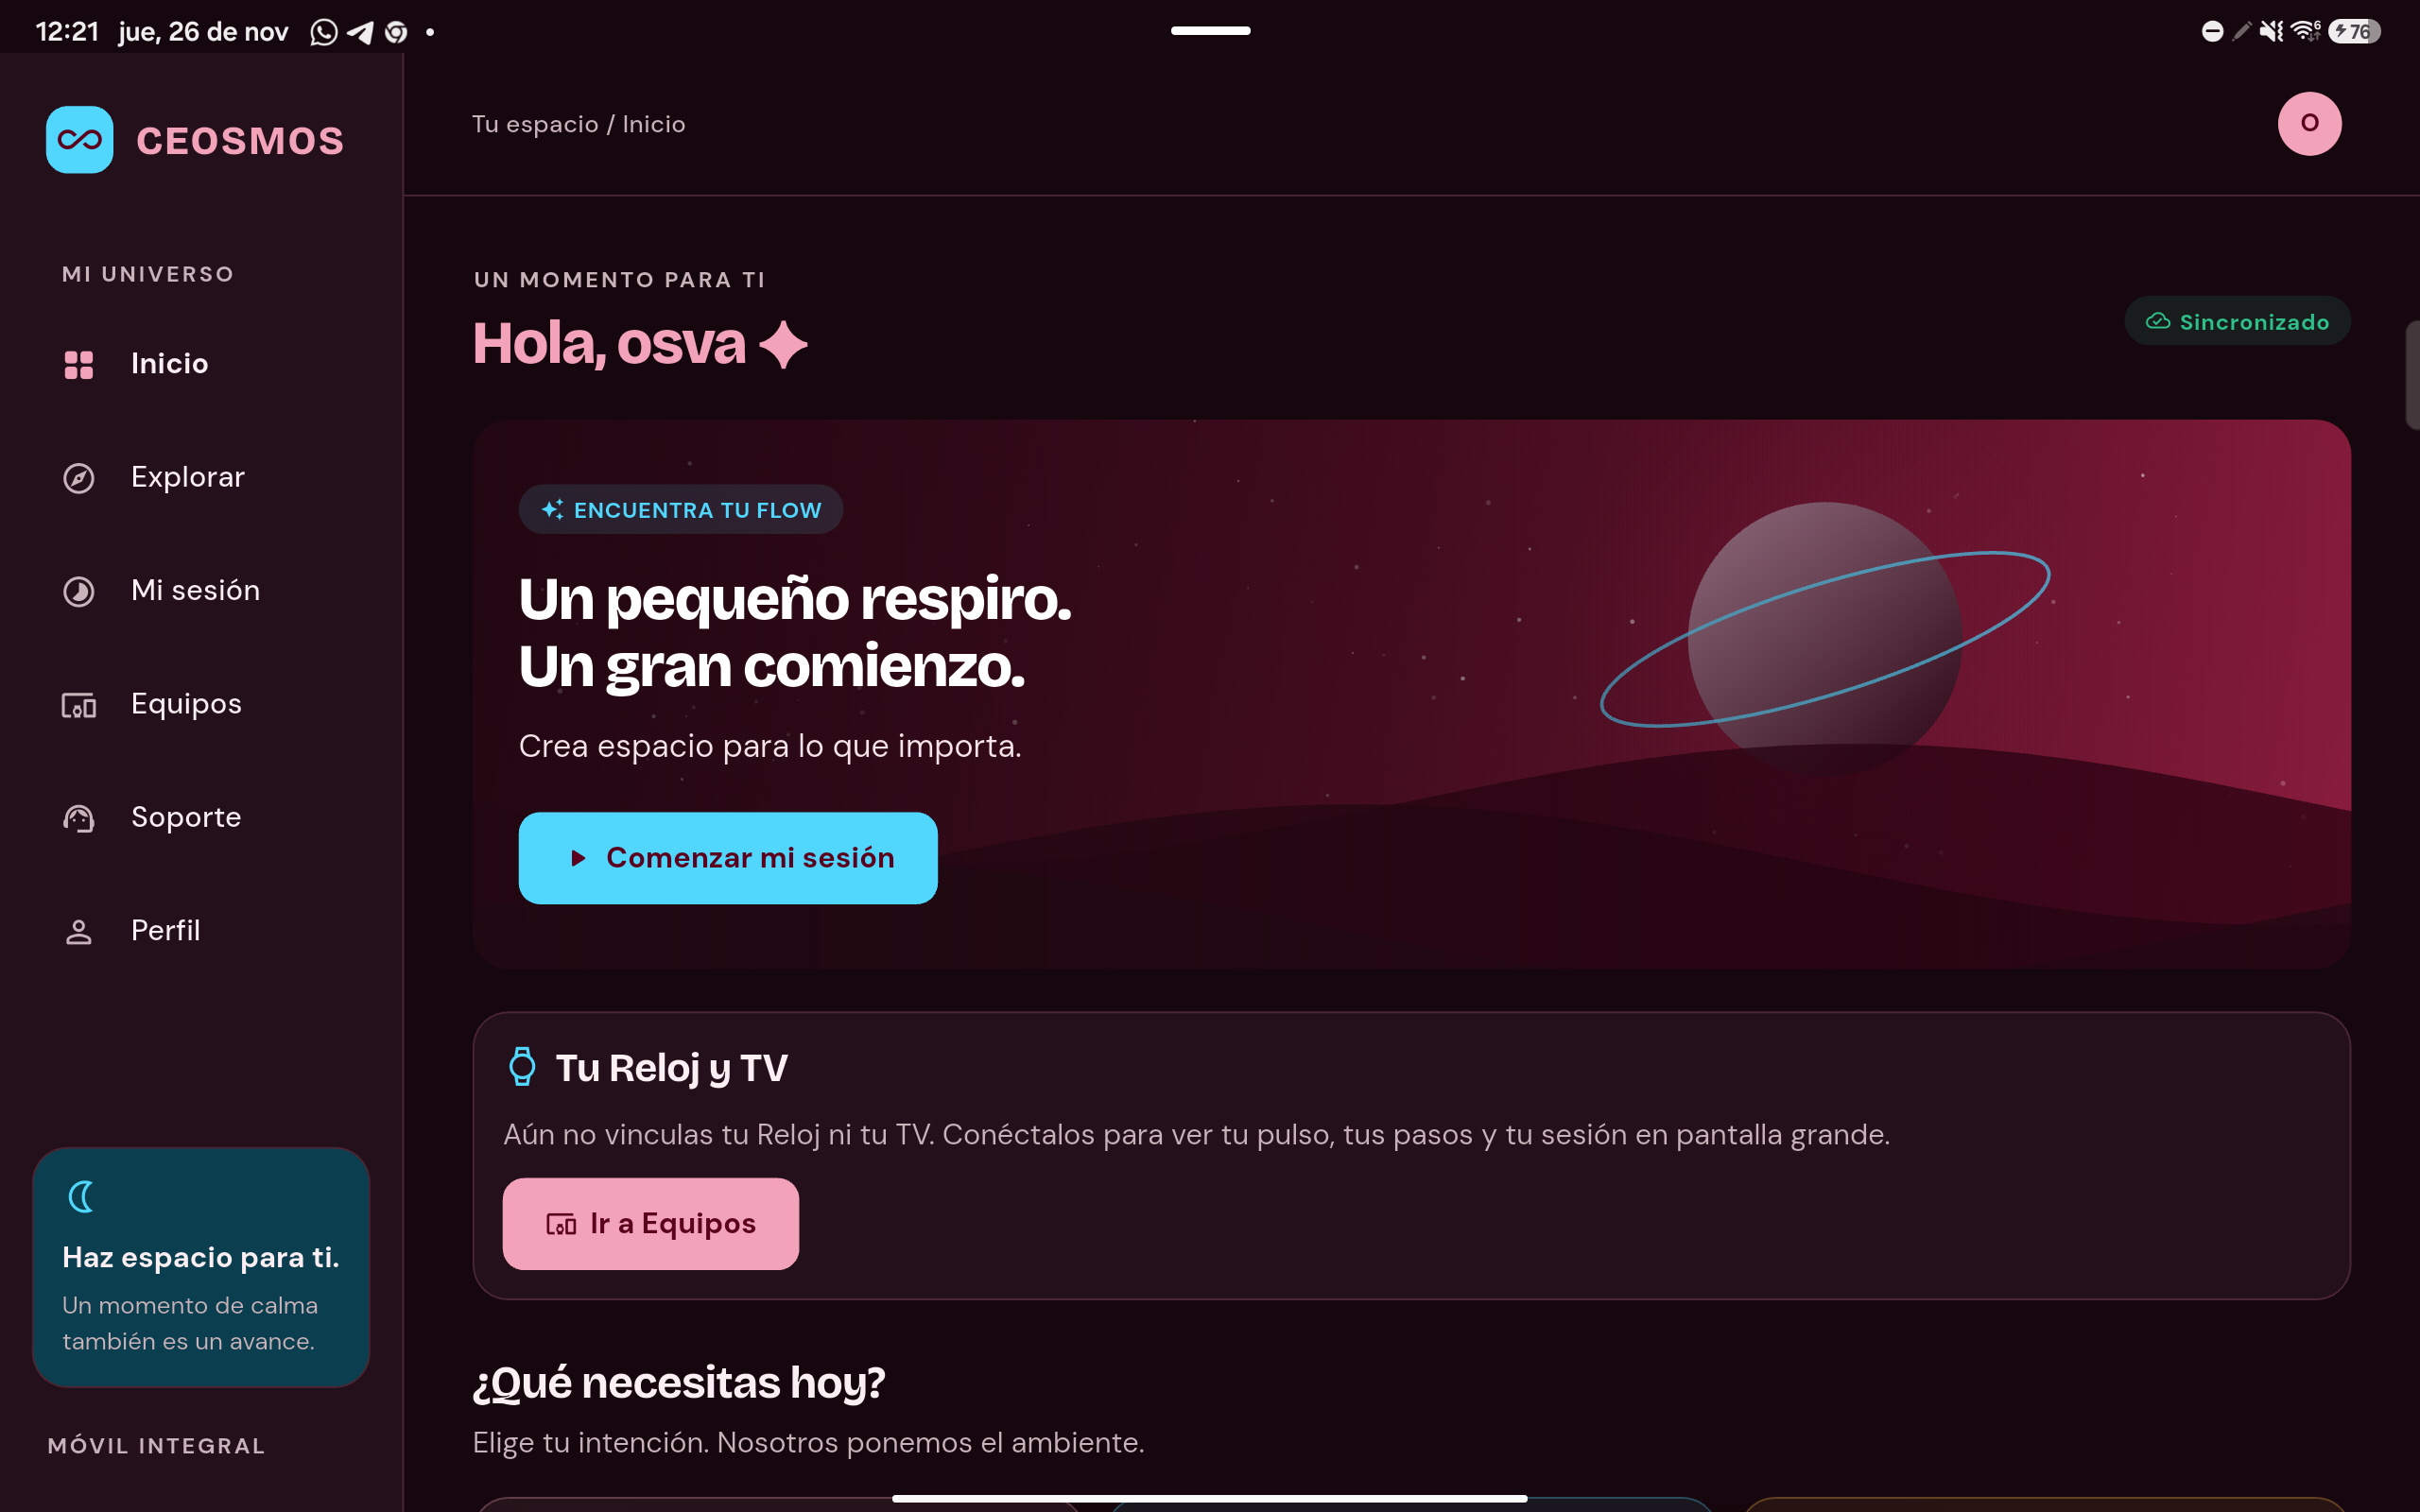 12:21 jue, 26 de nov
6
76
CEOSMOS
Tu espacio / Inicio
O
MI UNIVERSO
Inicio
Explorar
Mi sesión
Equipos
Soporte
Perfil
Haz espacio para ti.
Un momento de calma
también es un avance.
MÓVIL INTEGRAL
UN MOMENTO PARA TI
Hola, osva
Sincronizado
ENCUENTRA TU FLOW
Un pequeño respiro.
Un gran comienzo.
Crea espacio para lo que importa.
Comenzar mi sesión
Tu Reloj y TV
Aún no vinculas tu Reloj ni tu TV. Conéctalos para ver tu pulso, tus pasos y tu sesión en pantalla grande.
Ir a Equipos
¿Qué necesitas hoy?
Elige tu intención. Nosotros ponemos el ambiente.